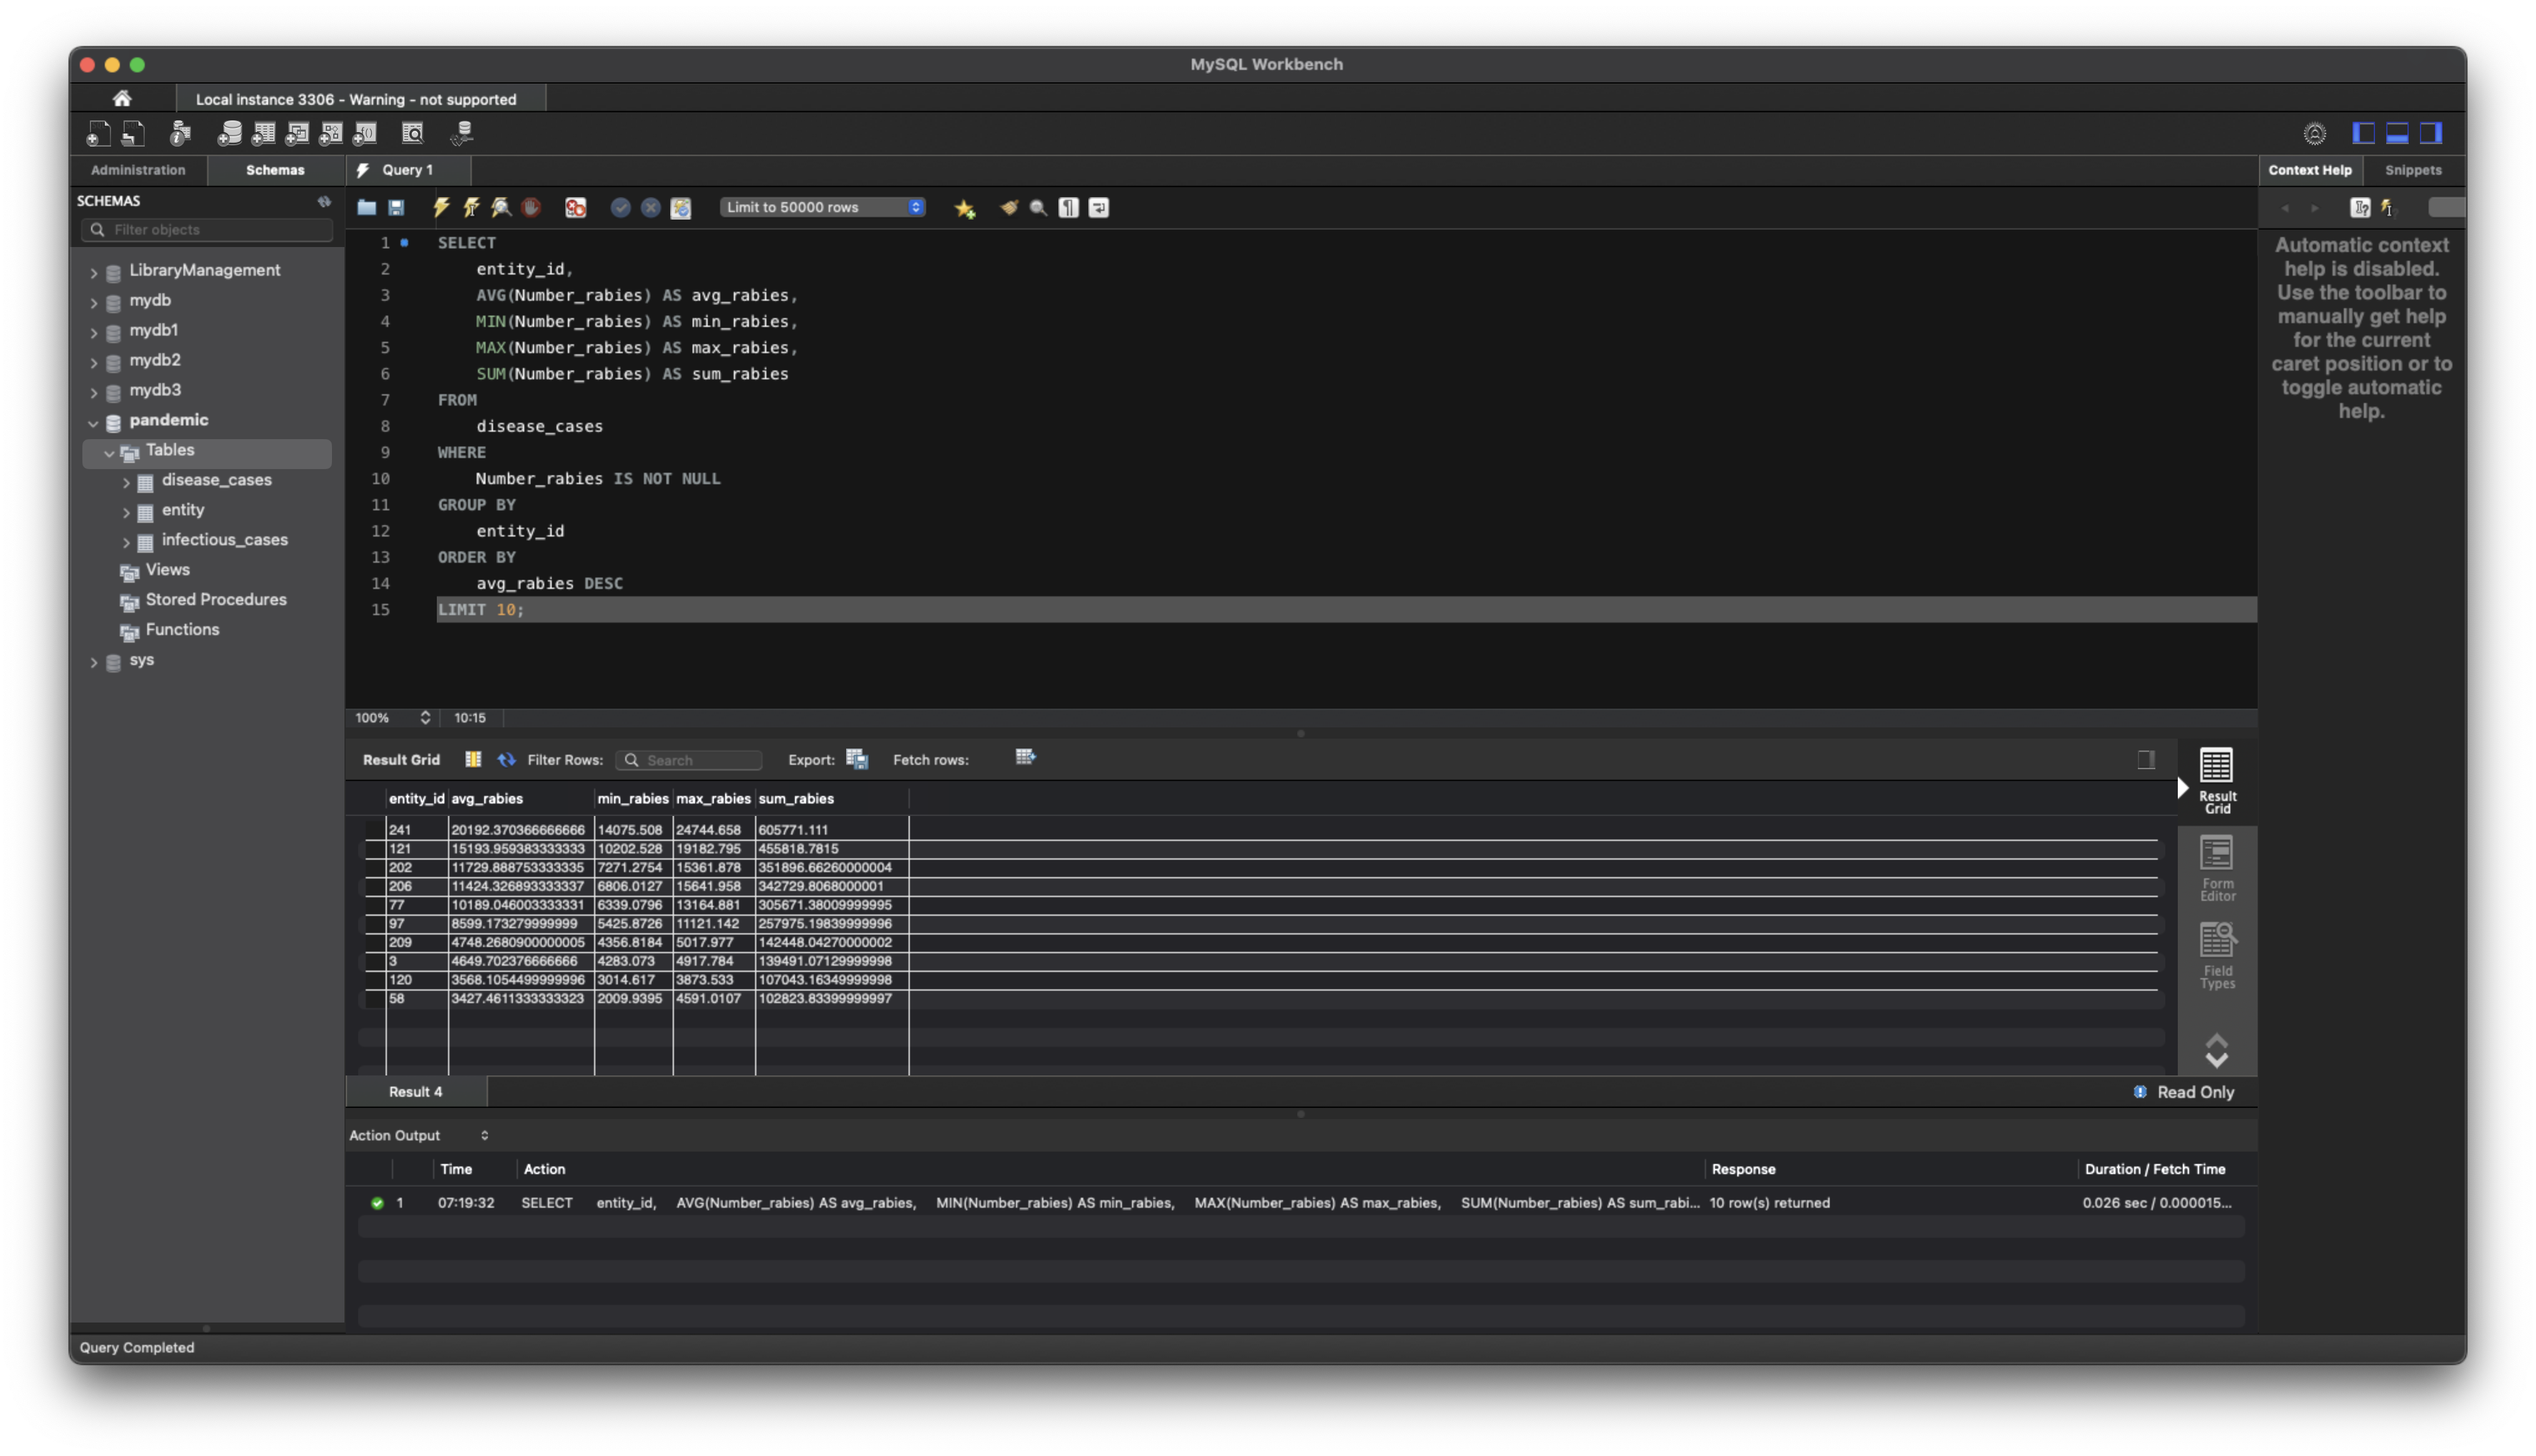 MySQL Workbench
Local instance 3306 - Warning - not supported
Administration
Schemas
Query 1
Context Help
Snippets
SCHEMAS
Filter objects
LibraryManagement
mydb
mydb1
mydb2
mydb3
pandemic
Tables
disease_cases
entity
infectious_cases
Views
Stored Procedures
Functions
sys
Limit to 50000 rows
1 SELECT
2 entity_id,
3 AVG(Number_rabies) AS avg_rabies,
4 MIN(Number_rabies) AS min_rabies,
5 MAX(Number_rabies) AS max_rabies,
6 SUM(Number_rabies) AS sum_rabies
7 FROM
8 disease_cases
9 WHERE
10 Number_rabies IS NOT NULL
11 GROUP BY
12 entity_id
13 ORDER BY
14 avg_rabies DESC
15 LIMIT 10;
Automatic context
help is disabled.
Use the toolbar to
manually get help
for the current
caret position or to
toggle automatic
help.
100% 10:15
Result Grid Filter Rows: Search Export: Fetch rows:
entity_id avg_rabies min_rabies max_rabies sum_rabies
241 20192.370366666666 14075.508 24744.658 605771.111
121 15193.959383333333 10202.528 19182.795 455818.7815
202 11729.888753333335 7271.2754 15361.878 351896.66260000004
206 11424.326893333337 6806.0127 15641.958 342729.8068000001
77 10189.046003333331 6339.0796 13164.881 305671.38009999995
97 8599.173279999999 5425.8726 11121.142 257975.19839999996
209 4748.2680900000005 4356.8184 5017.977 142448.04270000002
3 4649.702376666666 4283.073 4917.784 139491.07129999998
120 3568.1054499999996 3014.617 3873.533 107043.16349999998
58 3427.4611333333323 2009.9395 4591.0107 102823.83399999997
Result
Grid
Form
Editor
Field
Types
Result 4
Read Only
Action Output
Time Action Response Duration / Fetch Time
1 07:19:32 SELECT entity_id, AVG(Number_rabies) AS avg_rabies, MIN(Number_rabies) AS min_rabies, MAX(Number_rabies) AS max_rabies, SUM(Number_rabies) AS sum_rabi... 10 row(s) returned 0.026 sec / 0.000015...
Query Completed